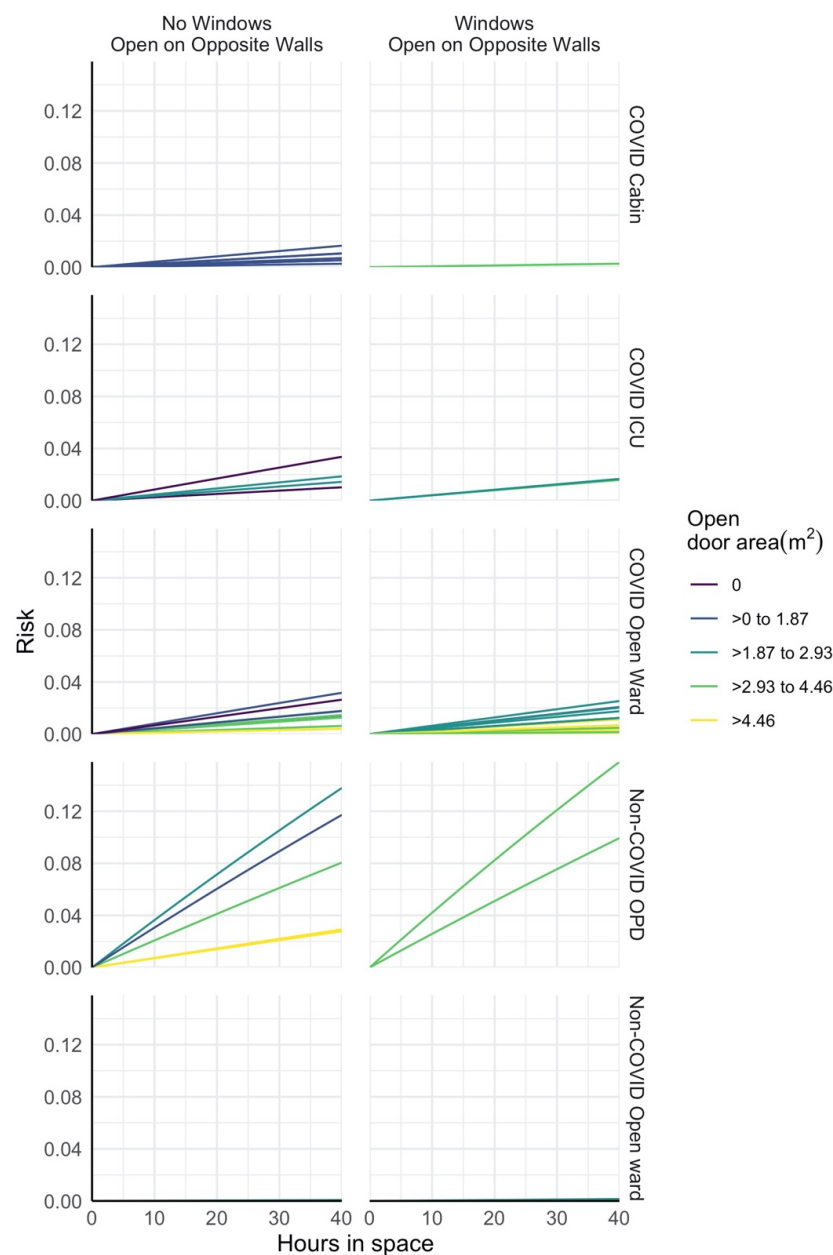 No Windows
Open on Opposite Walls
Windows
Open on Opposite Walls
0.12
0.08
0.04
0.00
COVID Cabin
0.12
0.08
0.04
0.00
COVID ICU
0.12
0.08
0.04
0.00
COVID Open Ward
0.12
0.08
0.04
0.00
Non-COVID OPD
0.12
0.08
0.04
0.00
Non-COVID Open ward
Risk
0 10 20 30 40
0 10 20 30 40
Hours in space
Open
door area(m²)
0
>0 to 1.87
>1.87 to 2.93
>2.93 to 4.46
>4.46